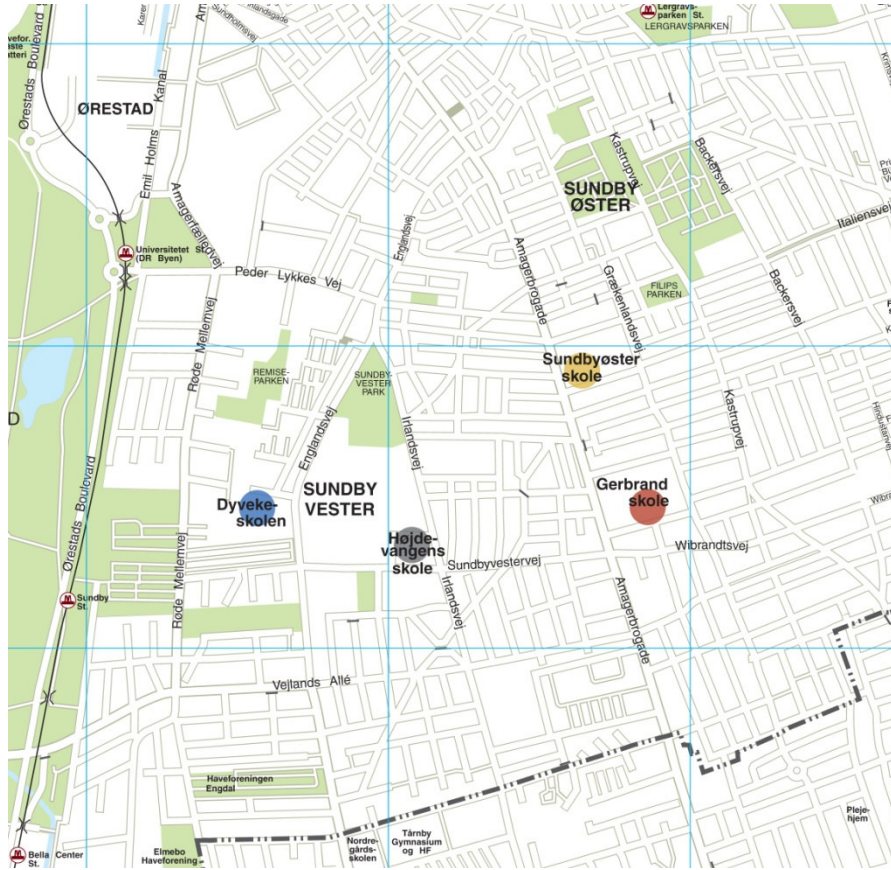 Lergravs-
parken St.
LERGRAVSPARKEN
Sundholmsvej
Ørestads Boulevard
Kanal
ØRESTAD
Emil Holms
Kastrupvej
Backersvej
SUNDBY
ØSTER
Amagerfælledvej
Italiensvej
Universitetet St.
(DR Byen)
Englandsvej
Amagerbrogade
Peder Lykkes Vej
Grækenlandsvej
FILIPS
PARKEN
Backersvej
Røde Mellemvej
Sundbyøster
skole
REMISE-
PARKEN
SUNDBY-
VESTER
PARK
Englandsvej
Irlandsvej
Kastrupvej
Hindustanvej
D
Ørestads Boulevard
Gerbrand
skole
Dyveke-
skolen
SUNDBY
VESTER
Højde-
vangens
skole
Wibrandtsvej
Sundbyvestervej
Røde Mellemvej
Irlandsvej
Amagerbrogade
Sundby
St.
Vejlands Allé
Haveforeningen
Engdal
Pleje-
hjem
Bella Center
St.
Elmebo
Haveforening
Nordre-
gårds-
skolen
Tårnby
Gymnasium
og HF